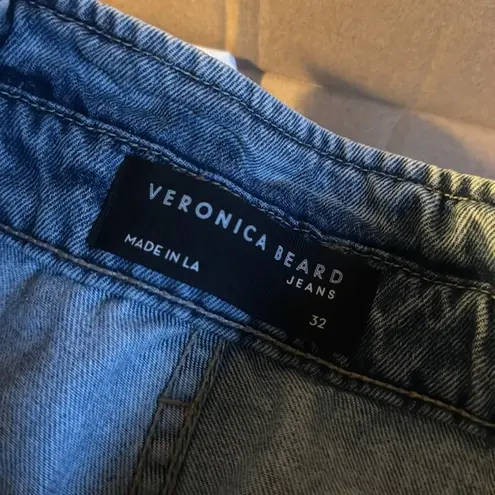 VERONICA BEARD
JEANS
MADE IN LA
32